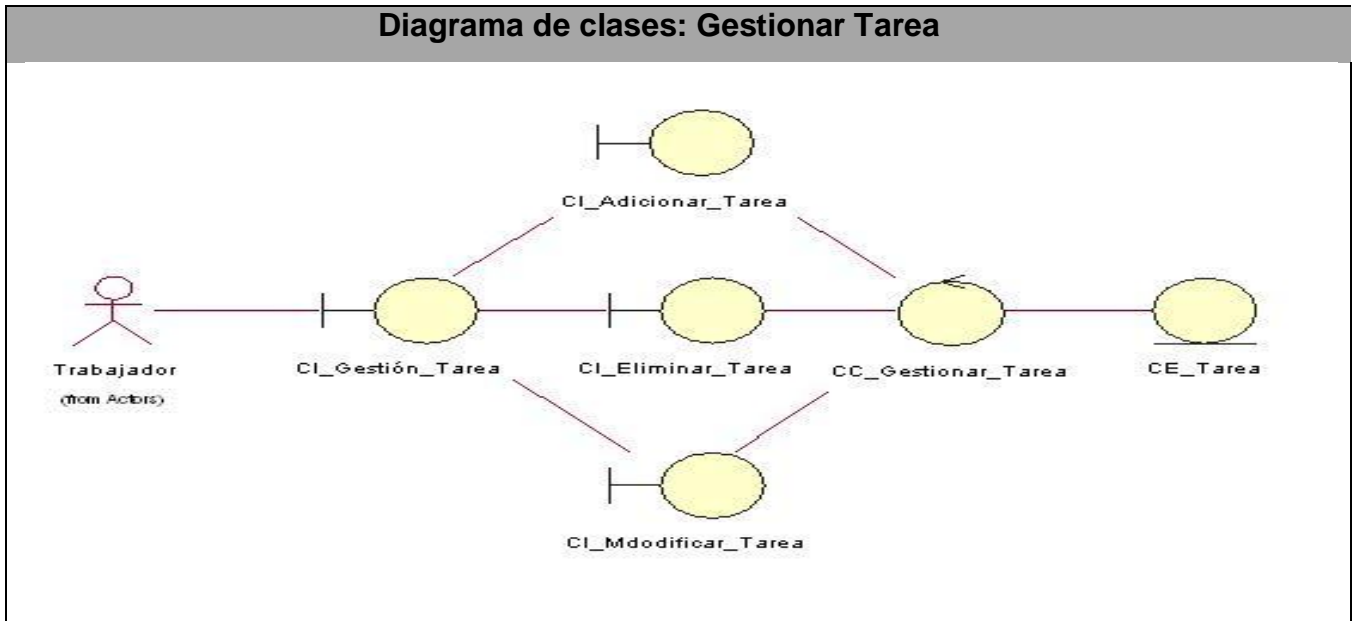 Diagrama de clases: Gestionar Tarea
CI_Adicionar_Tarea
Trabajador
(from Actors)
CI_Gestión_Tarea
CI_Eliminar_Tarea
CC_Gestionar_Tarea
CE_Tarea
CI_Mdodificar_Tarea